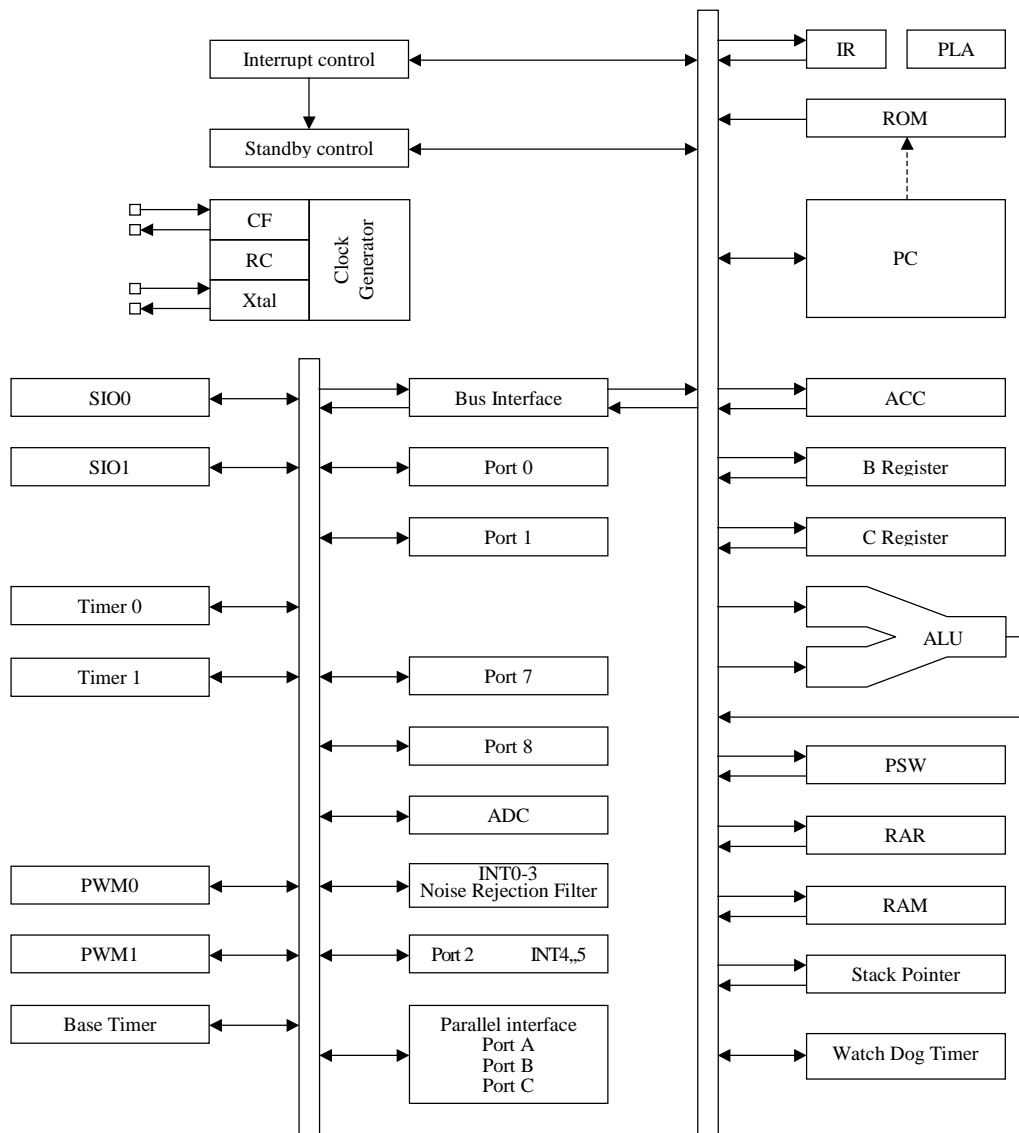 Interrupt control
IR
PLA
Standby control
ROM
CF
RC
Xtal
Clock
Generator
PC
SIO0
Bus Interface
ACC
SIO1
Port 0
B Register
Port 1
C Register
Timer 0
ALU
Timer 1
Port 7
Port 8
PSW
ADC
RAR
PWM0
INT0-3
Noise Rejection Filter
RAM
PWM1
Port 2 INT4,,5
Stack Pointer
Base Timer
Parallel interface
Port A
Port B
Port C
Watch Dog Timer